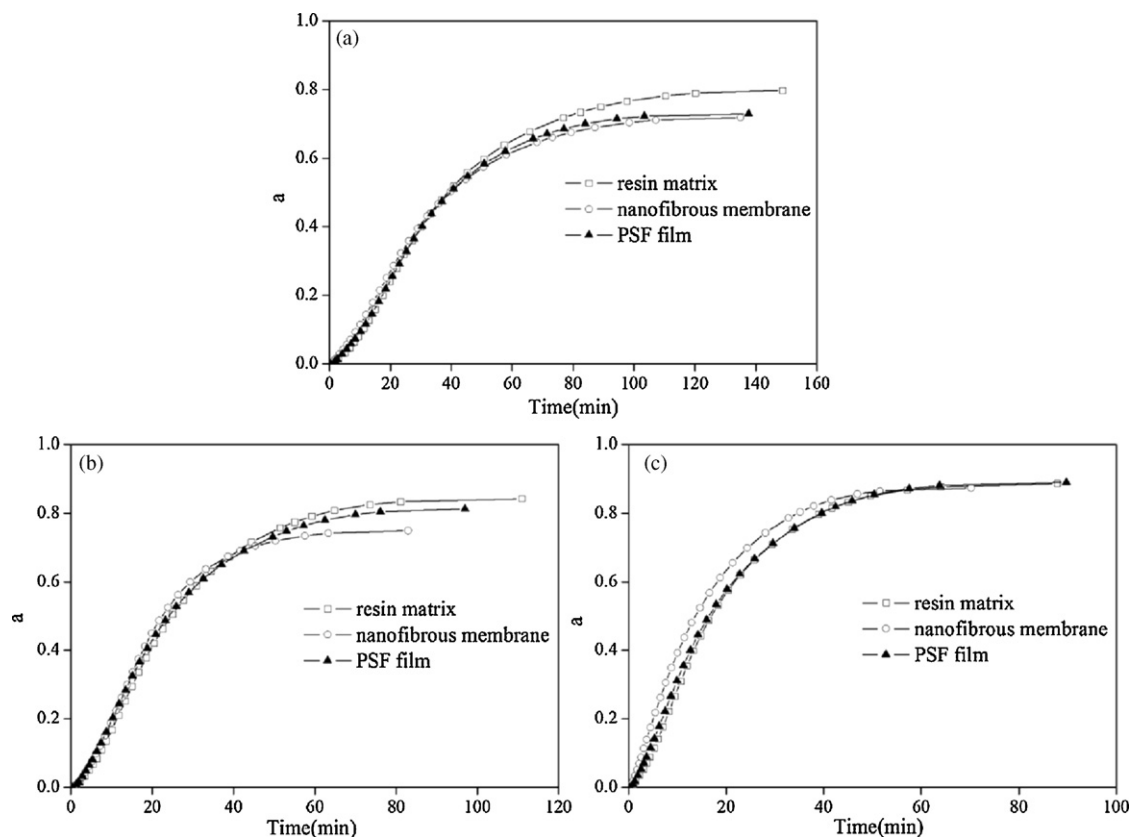 (a)
1.0
0.8
0.6
0.4
0.2
0.0
a
resin matrix
nanofibrous membrane
PSF film
0 20 40 60 80 100 120 140 160
Time(min)
(b)
1.0
0.8
0.6
0.4
0.2
0.0
a
resin matrix
nanofibrous membrane
PSF film
0 20 40 60 80 100 110
Time(min)
(c)
1.0
0.8
0.6
0.4
0.2
0.0
a
resin matrix
nanofibrous membrane
PSF film
0 20 40 60 80 100
Time(min)